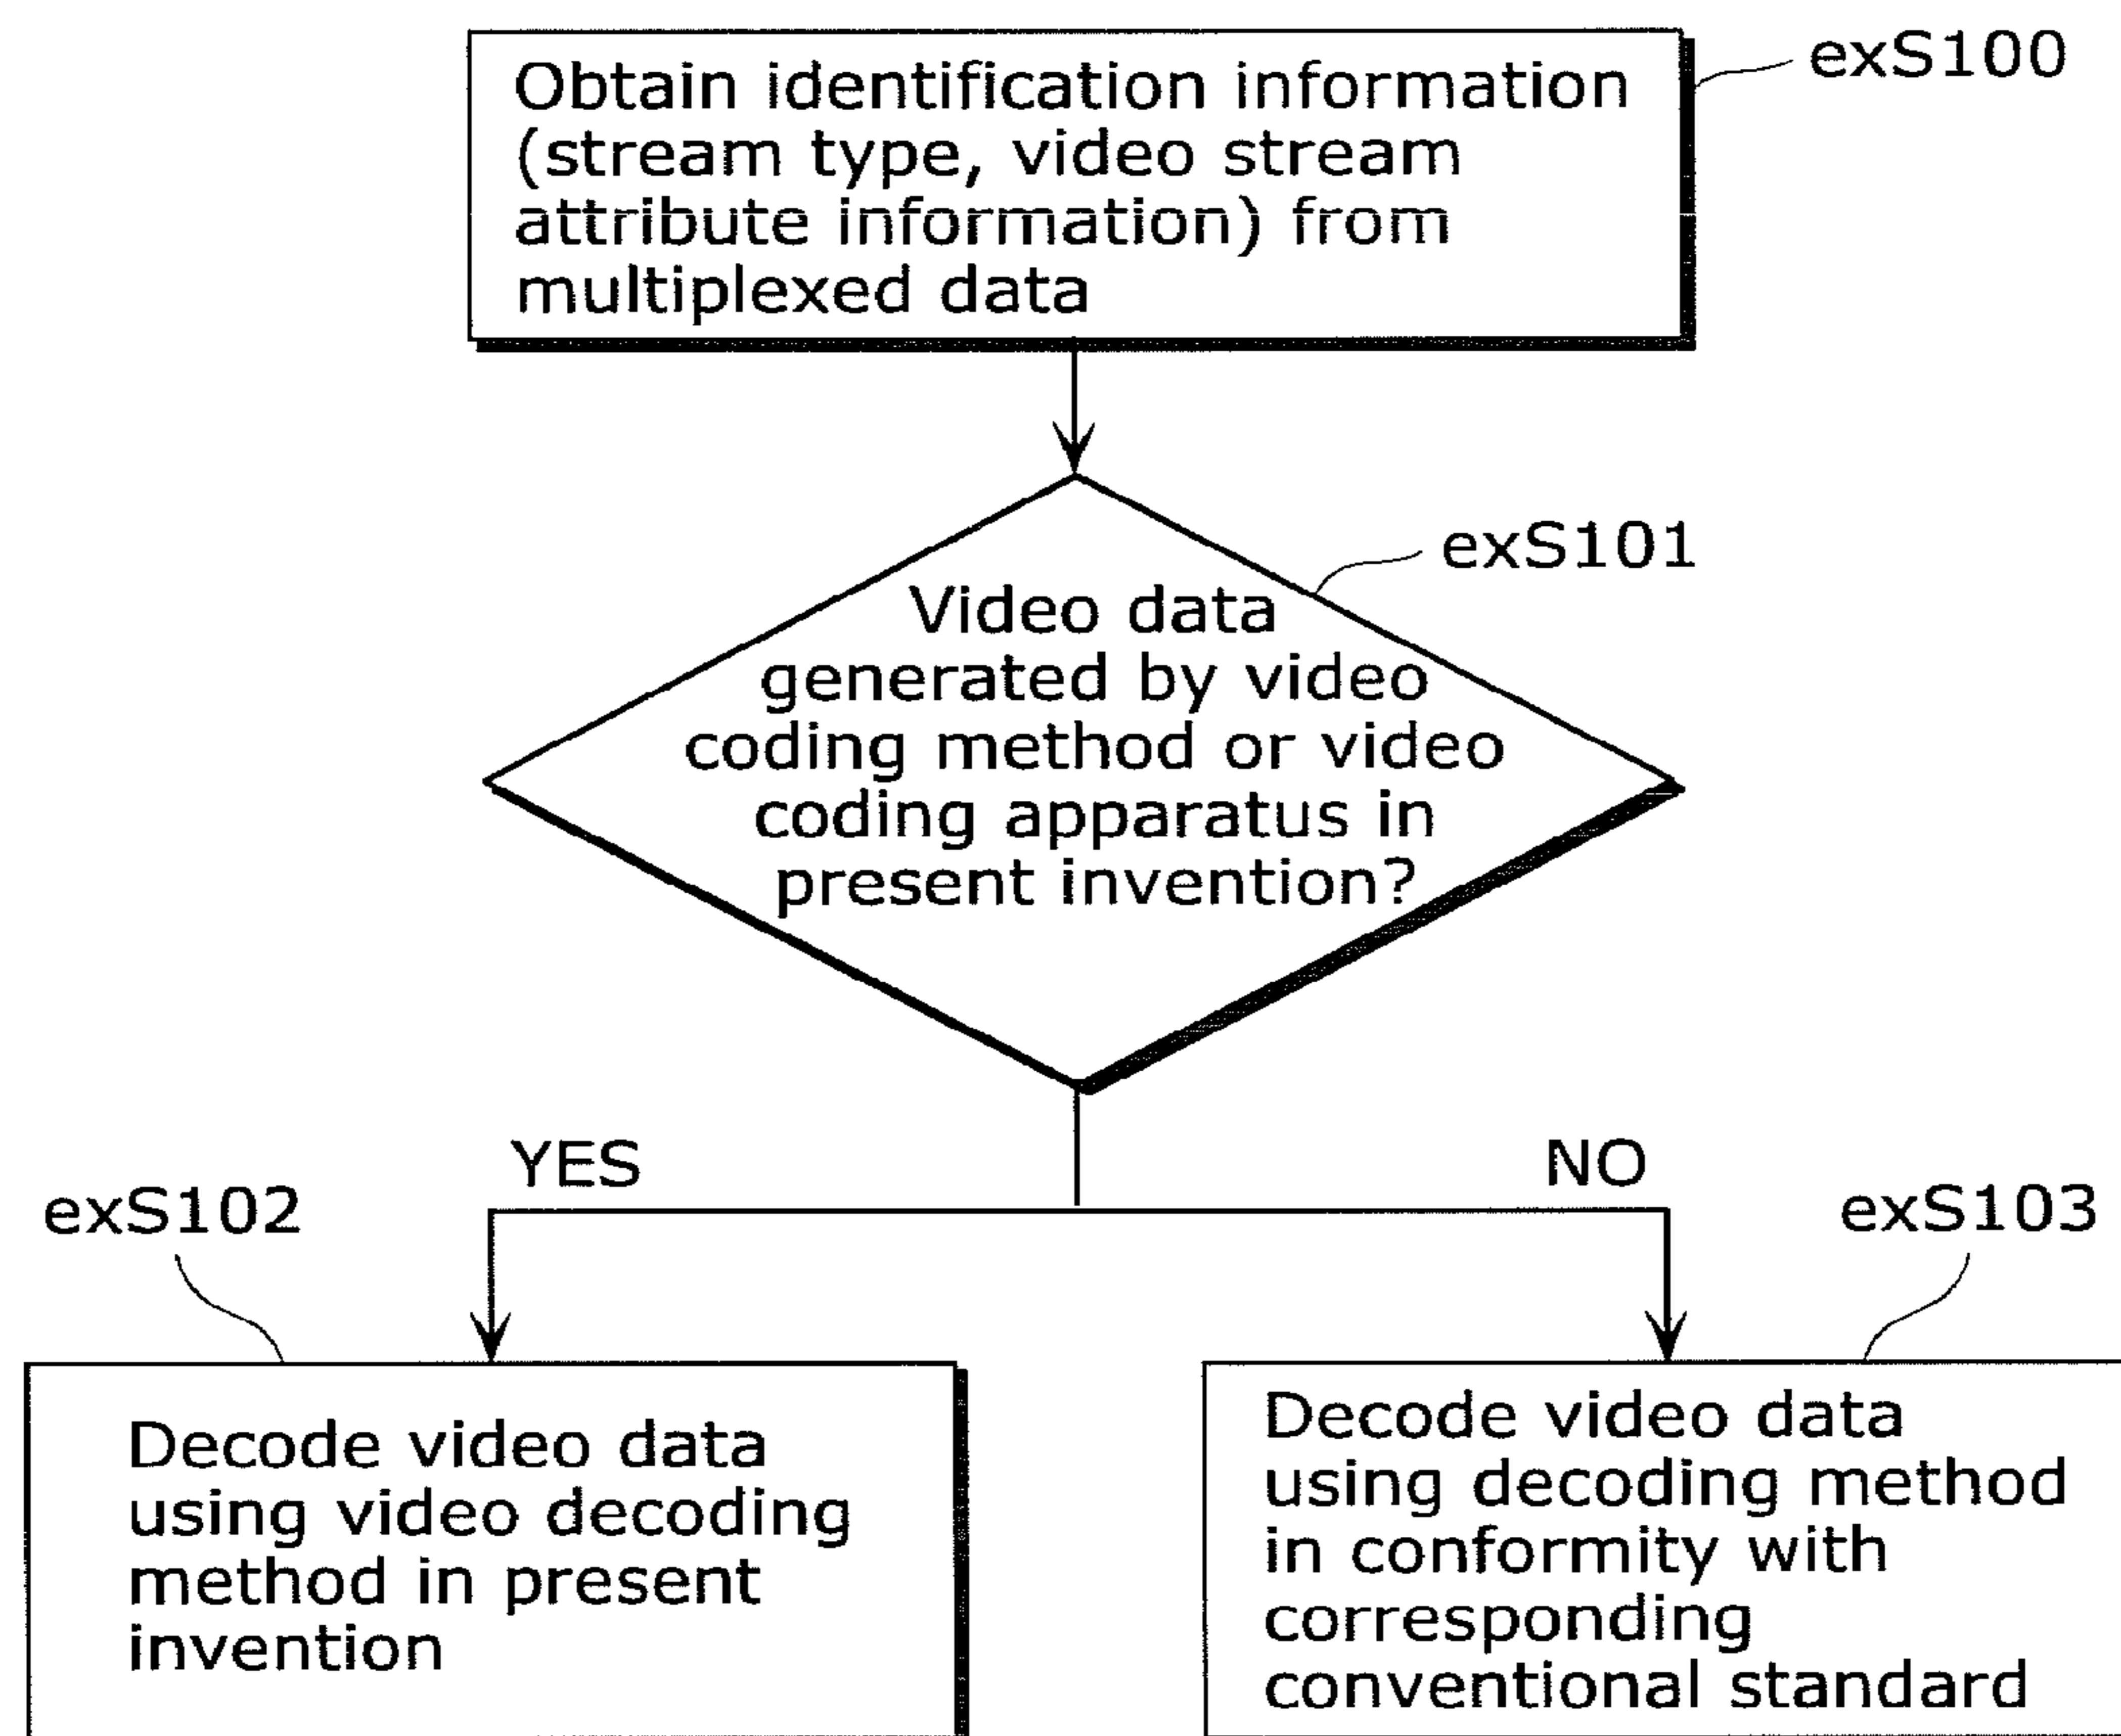 exS100
Obtain identification information
(stream type, video stream
attribute information) from
multiplexed data
exS101
Video data
generated by video
coding method or video
coding apparatus in
present invention?
YES
NO
exS102
exS103
Decode video data
using video decoding
method in present
invention
Decode video data
using decoding method
in conformity with
corresponding
conventional standard